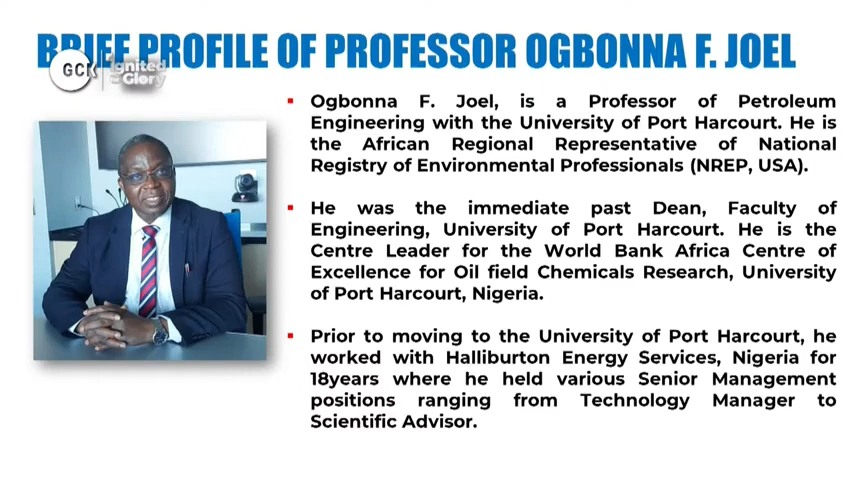 BRIEF PROFILE OF PROFESSOR OGBONNA F. JOEL
GCK
Ignited
Glory
Ogbonna F. Joel, is a Professor of Petroleum
Engineering with the University of Port Harcourt. He is
the African Regional Representative of National
Registry of Environmental Professionals (NREP, USA).
He was the immediate past Dean, Faculty of
Engineering, University of Port Harcourt. He is the
Centre Leader for the World Bank Africa Centre of
Excellence for Oil field Chemicals Research, University
of Port Harcourt, Nigeria.
Prior to moving to the University of Port Harcourt, he
worked with Halliburton Energy Services, Nigeria for
18years where he held various Senior Management
positions ranging from Technology Manager to
Scientific Advisor.